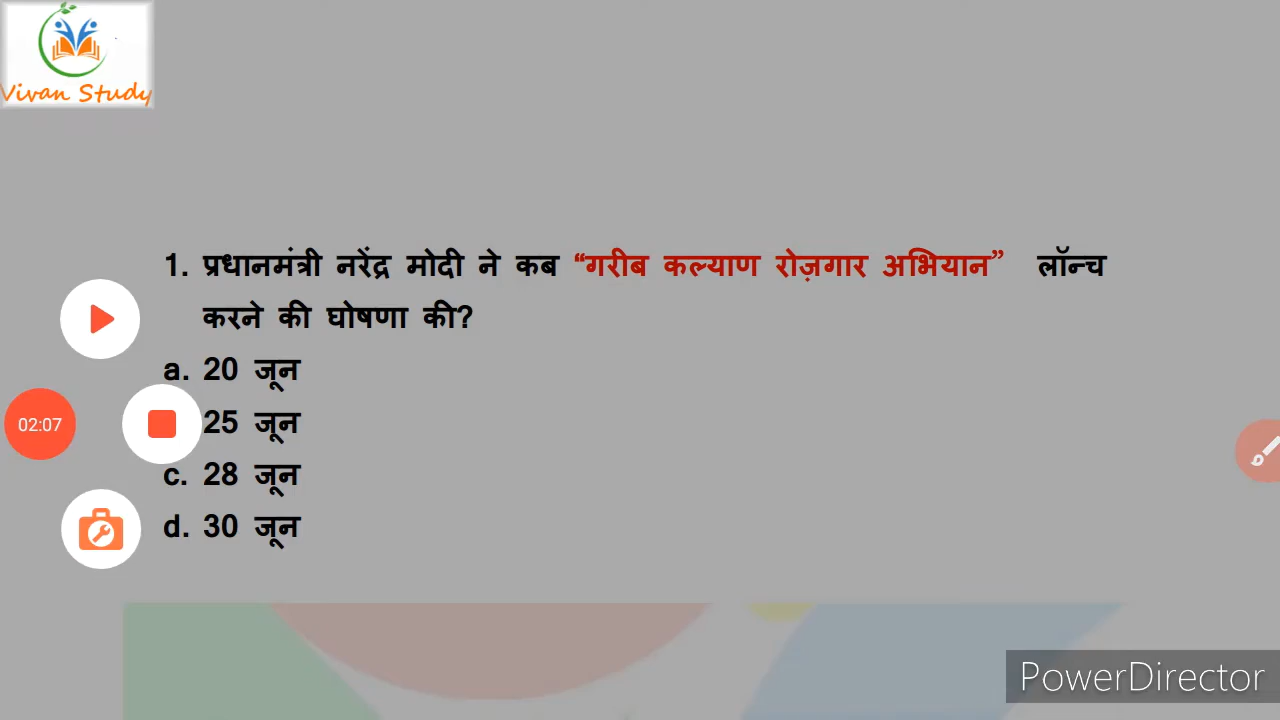 Vivan Study
1. प्रधानमंत्री नरेंद्र मोदी ने कब “गरीब कल्याण रोज़गार अभियान” लॉन्च
करने की घोषणा की?
a. 20 जून
02:07
25 जून
c. 28 जून
d. 30 जून
PowerDirector